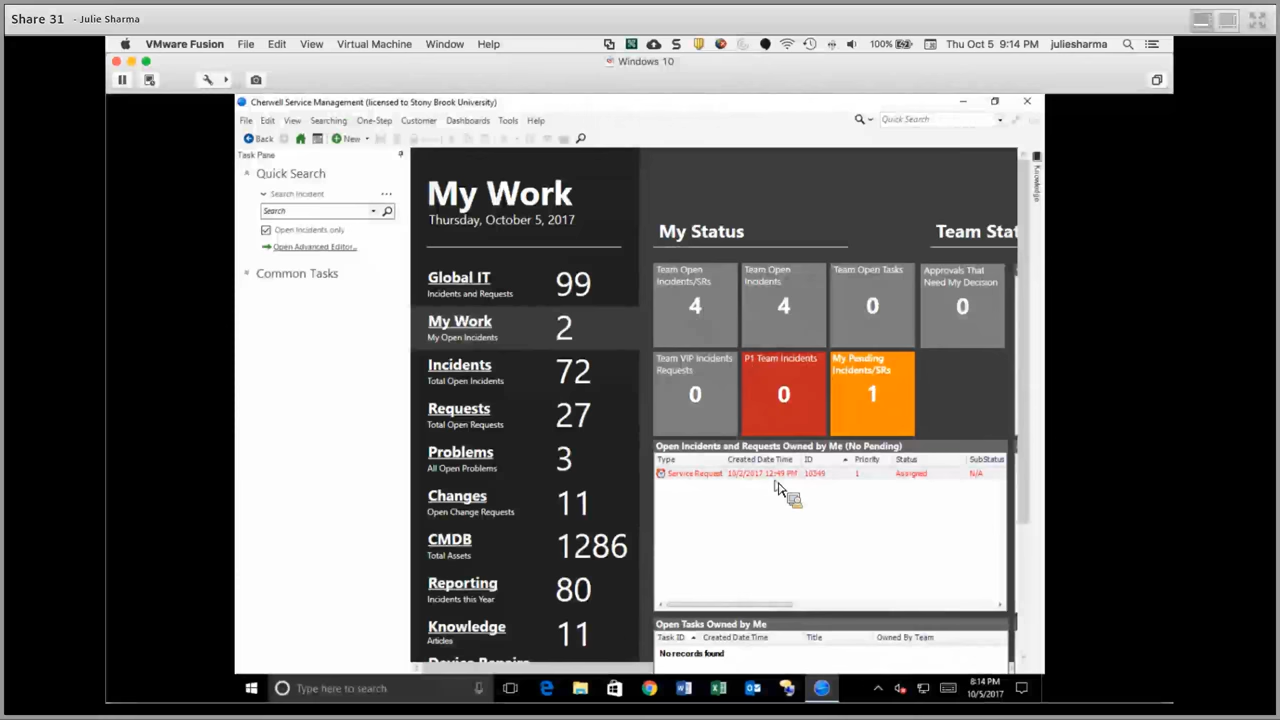 Share 31 - Julie Sharma
VMware Fusion File Edit View Virtual Machine Window Help 100% Thu Oct 5 9:14 PM juliesharma
Windows 10
Cherwell Service Management (licensed to Stony Brook University)
File Edit View Searching One-Step Customer Dashboards Tools Help Quick Search
Back New
Task Pane
Quick Search
Search Incident ...
Search
Open Incidents only
Open Advanced Editor...
Common Tasks
Knowledge
My Work
Thursday, October 5, 2017
Global IT 99
Incidents and Requests
My Work 2
My Open Incidents
Incidents 72
Total Open Incidents
Requests 27
Total Open Requests
Problems 3
All Open Problems
Changes 11
Open Change Requests
CMDB 1286
Total Assets
Reporting 80
Incidents this Year
Knowledge 11
Articles
Device Repairs
My Status Team Stat
Team Open Incidents/SRs
4
Team Open Incidents
4
Team Open Tasks
0
Approvals That Need My Decision
0
Team VIP Incidents Requests
0
P1 Team Incidents
0
My Pending Incidents/SRs
1
Open Incidents and Requests Owned by Me (No Pending)
Type Created Date Time ID Priority Status SubStatus
Service Request 10/2/2017 12:49 PM 10349 1 Assigned N/A
Open Tasks Owned by Me
Task ID Created Date Time Title Owned By Team
No records found
Type here to search
8:14 PM
10/5/2017